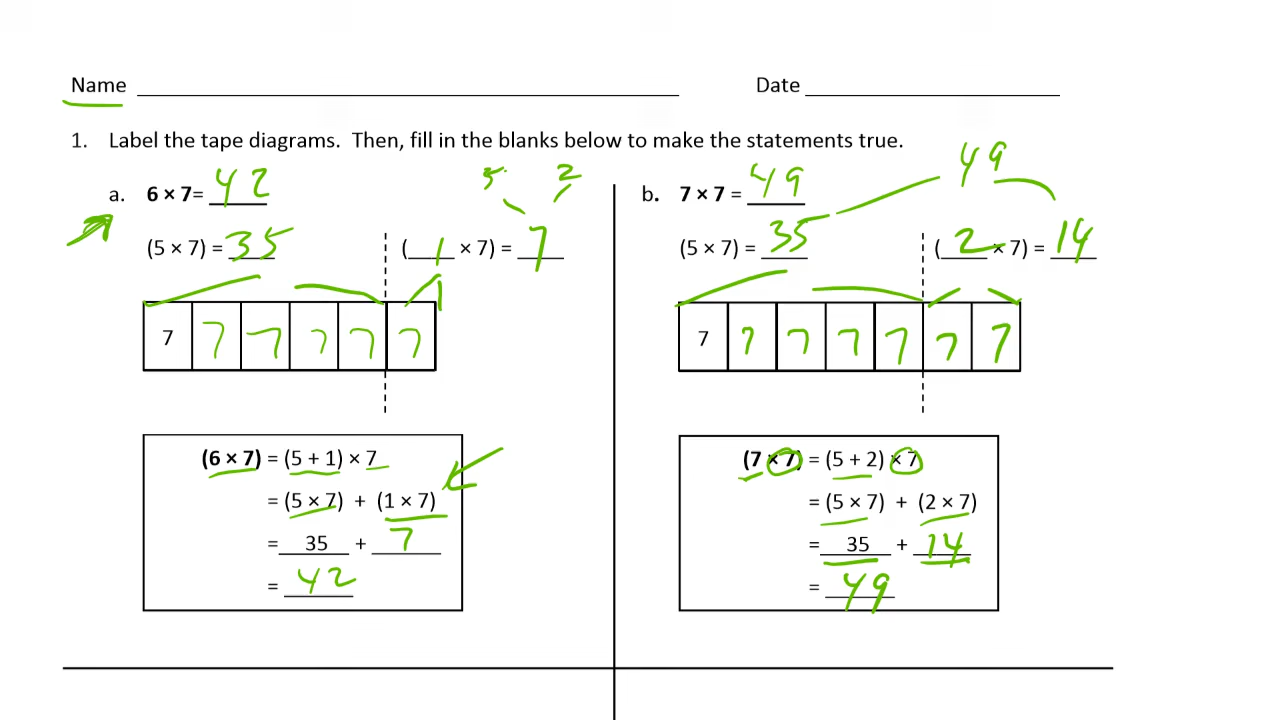 Name Date
1. Label the tape diagrams. Then, fill in the blanks below to make the statements true.
a. 6 × 7= 42
5 2
(5 × 7) = 35 (1 × 7) = 7
7 7 7 7 7 7
(6 × 7) = (5 + 1) × 7
= (5 × 7) + (1 × 7)
= 35 + 7
= 42
b. 7 × 7 = 49
49
(5 × 7) = 35 (2 × 7) = 14
7 7 7 7 7 7 7
(7 × 7) = (5 + 2) × 7
= (5 × 7) + (2 × 7)
= 35 + 14
= 49